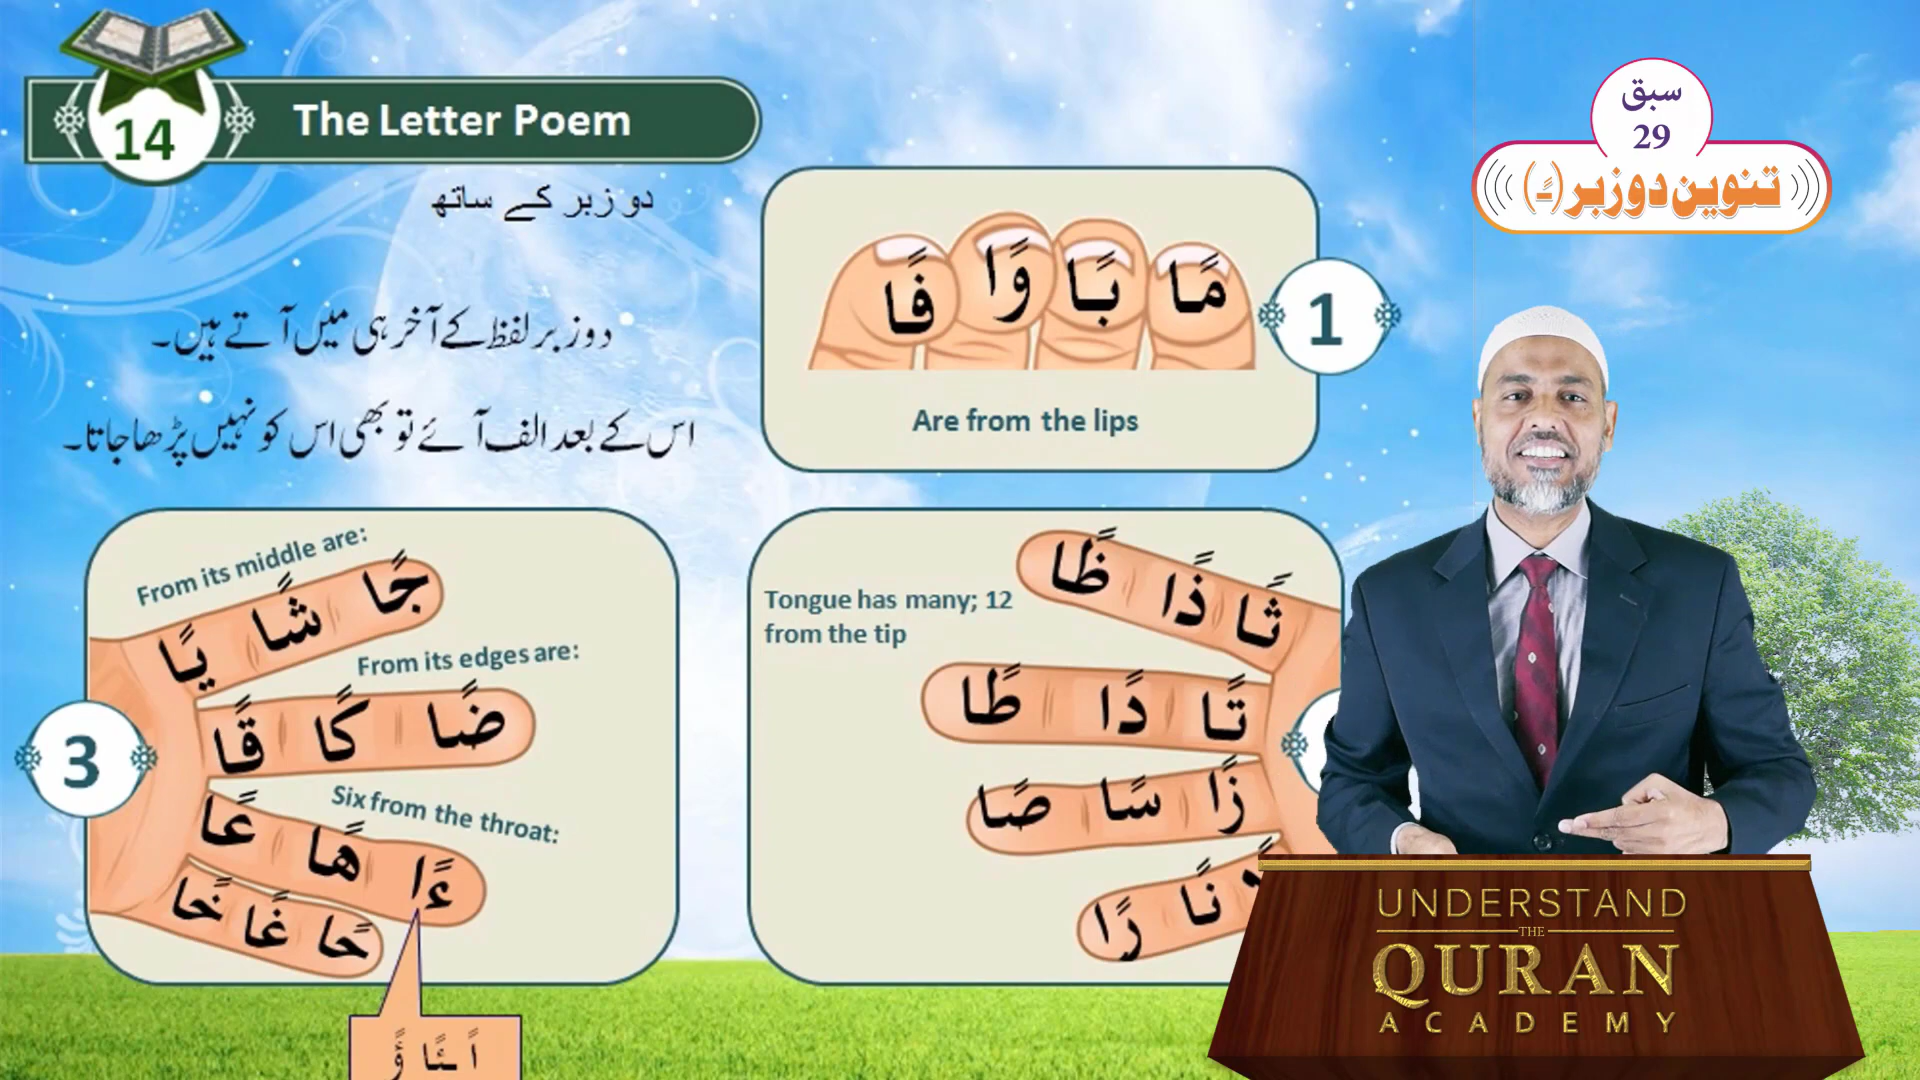 14
The Letter Poem
دو زبر کے ساتھ
دو زبر لفظ کے آخر ہی میں آتے ہیں۔
اس کے بعد الف آئے تو بھی اس کو نہیں پڑھا جاتا۔
سبق
29
تنوین دو زبر (ـً)
1
مًا بًا وًا فًا
Are from the lips
Tongue has many; 12
from the tip
ثًا ذًا ظًا
تًا دًا طًا
زًا سًا صًا
نًا رًا
3
From its middle are:
جًا شًا يًا
From its edges are:
ضًا كًا قًا
Six from the throat:
ءًا هًا عًا
حًا غًا خًا
UNDERSTAND
THE
QURAN
ACADEMY